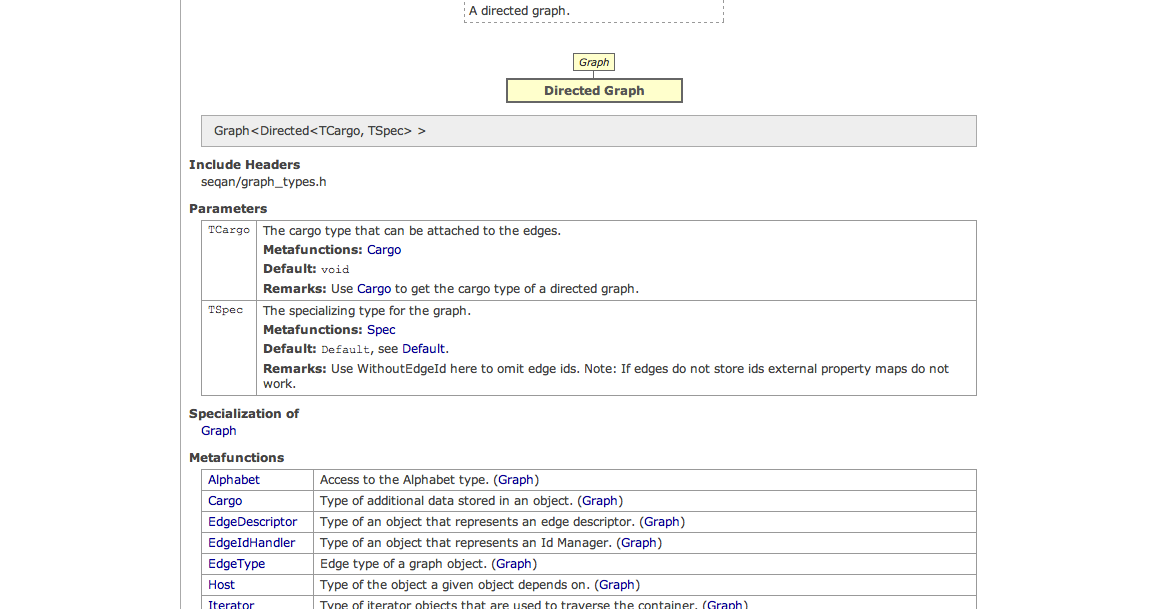 A directed graph.
Graph
Directed Graph
Graph<Directed<TCargo, TSpec> >
Include Headers
seqan/graph_types.h
Parameters
TCargo The cargo type that can be attached to the edges.
Metafunctions: Cargo
Default: void
Remarks: Use Cargo to get the cargo type of a directed graph.
TSpec The specializing type for the graph.
Metafunctions: Spec
Default: Default, see Default.
Remarks: Use WithoutEdgeId here to omit edge ids. Note: If edges do not store ids external property maps do not
work.
Specialization of
Graph
Metafunctions
Alphabet Access to the Alphabet type. (Graph)
Cargo Type of additional data stored in an object. (Graph)
EdgeDescriptor Type of an object that represents an edge descriptor. (Graph)
EdgeIdHandler Type of an object that represents an Id Manager. (Graph)
EdgeType Edge type of a graph object. (Graph)
Host Type of the object a given object depends on. (Graph)
Iterator Type of iterator objects that are used to traverse the container. (Graph)